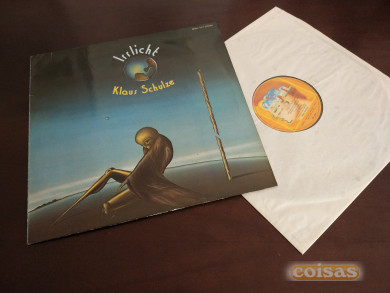 Irrlicht
Klaus Schulze
coisas